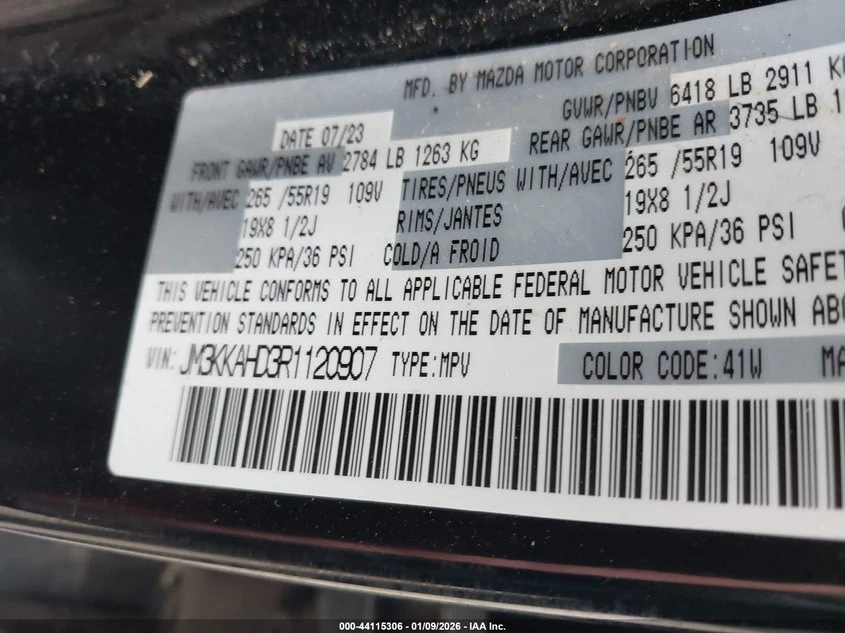 MFD. BY MAZDA MOTOR CORPORATION
DATE 07/23 GVWR/PNBV 6418 LB 2911 KG
FRONT GAWR/PNBE AV 2784 LB 1263 KG REAR GAWR/PNBE AR 3735 LB
WITH/AVEC 265 /55R19 109V TIRES/PNEUS WITH/AVEC 265 /55R19 109V
19X8 1/2J RIMS/JANTES 19X8 1/2J
250 KPA/36 PSI COLD/A FROID 250 KPA/36 PSI
THIS VEHICLE CONFORMS TO ALL APPLICABLE FEDERAL MOTOR VEHICLE SAFET
PREVENTION STANDARDS IN EFFECT ON THE DATE OF MANUFACTURE SHOWN ABO
VIN: JM3KKAHD3R1120907 TYPE:MPV COLOR CODE:41W MA
000-44115306 - 01/09/2026 - IAA Inc.